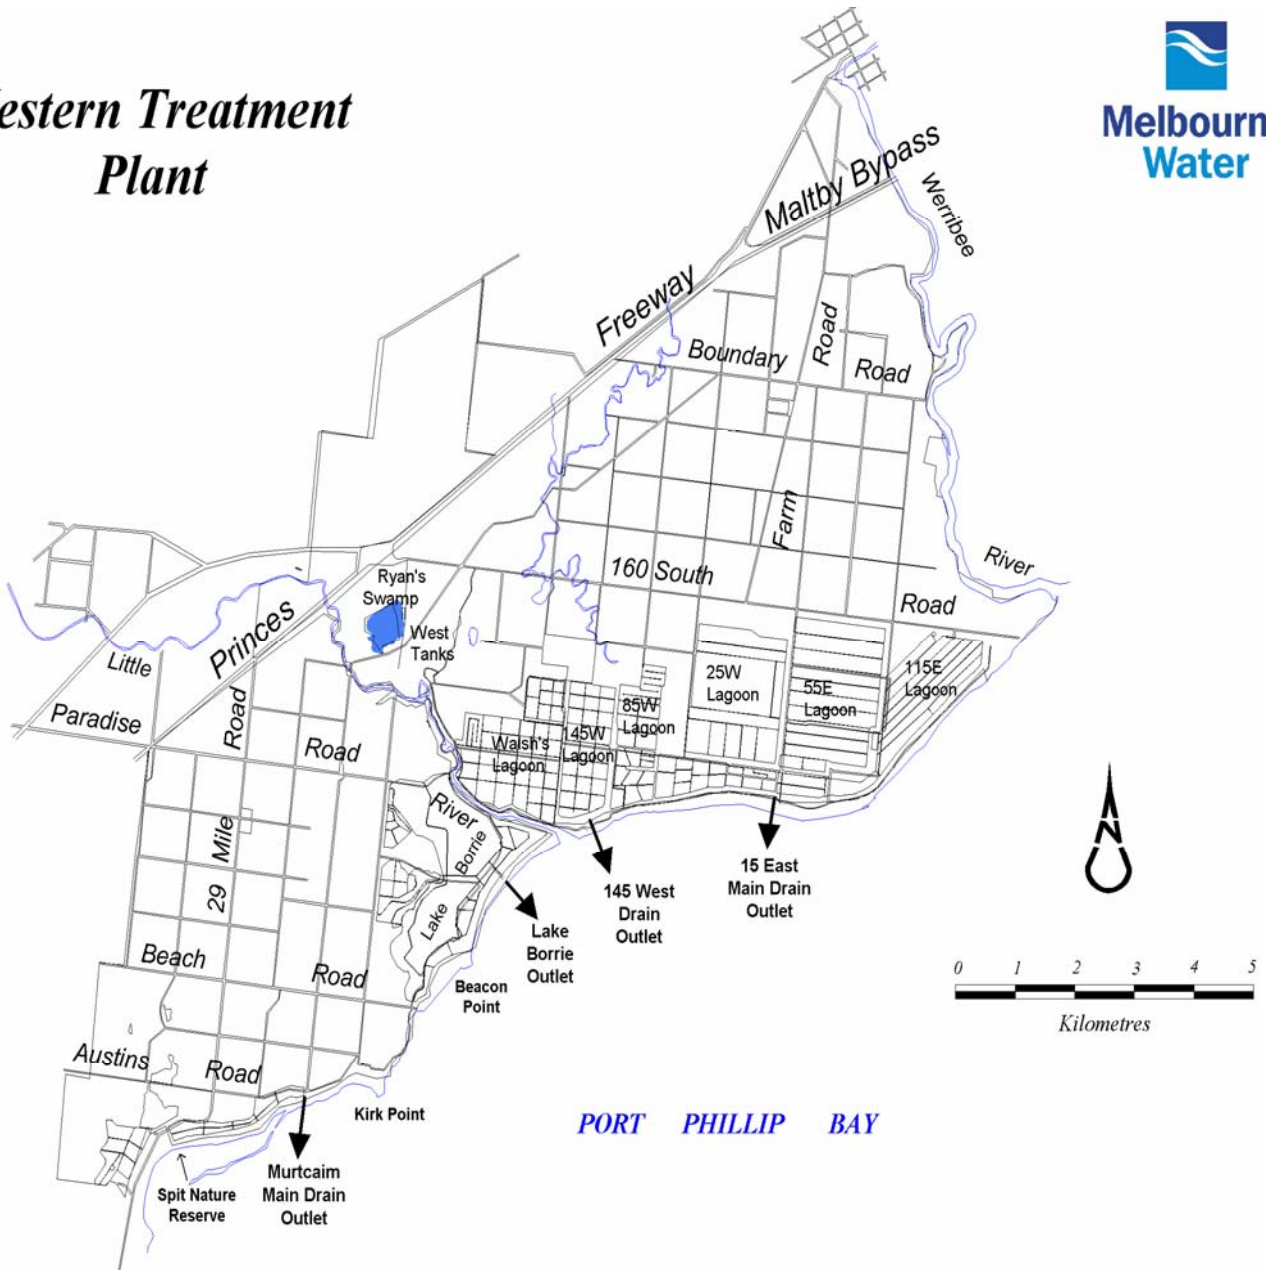 estern Treatment
Plant
Melbourn
Water
Maltby Bypass
Werribee
Freeway
Boundary
Road
Road
Farm
160 South
Road
River
Ryan's
Swamp
West
Tanks
Princes
Little
Paradise
Road
Road
25W
Lagoon
55E
Lagoon
115E
Lagoon
85W
Lagoon
145W
Lagoon
Walsh's
Lagoon
River
Borrie
Lake
29
Mile
15 East
Main Drain
Outlet
145 West
Drain
Outlet
Lake
Borrie
Outlet
Beacon
Point
Beach
Road
Austins
Road
Kirk Point
Murtcaim
Main Drain
Outlet
Spit Nature
Reserve
PORT PHILLIP BAY
N
0 1 2 3 4 5
Kilometres